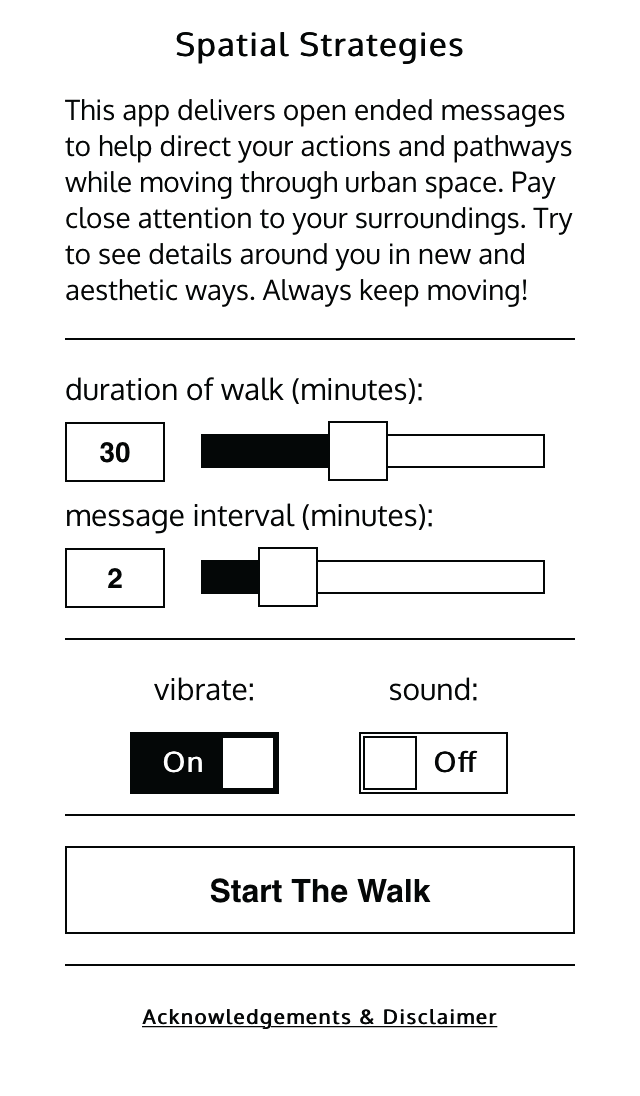 Spatial Strategies
This app delivers open ended messages
to help direct your actions and pathways
while moving through urban space. Pay
close attention to your surroundings. Try
to see details around you in new and
aesthetic ways. Always keep moving!
duration of walk (minutes):
30
message interval (minutes):
2
vibrate: sound:
On Off
Start The Walk
Acknowledgements & Disclaimer